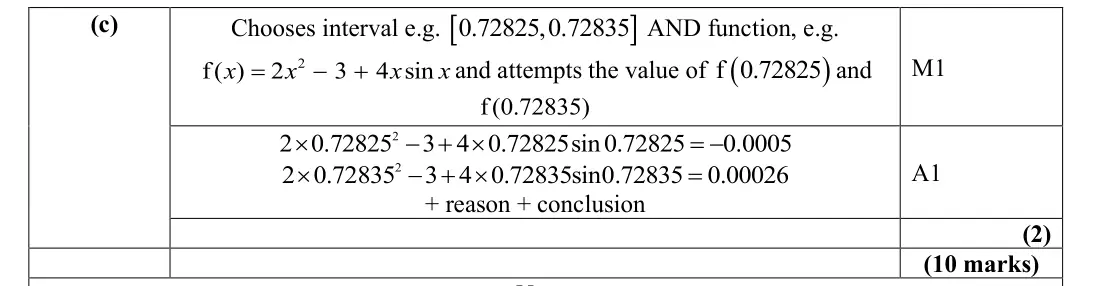 (c)
Chooses interval e.g. [0.72825, 0.72835] AND function, e.g.
f(x) = 2x² − 3 + 4x sin x and attempts the value of f(0.72825) and
f(0.72835)
M1
2×0.72825² −3+4×0.72825sin 0.72825 = −0.0005
2×0.72835² −3+4×0.72835sin0.72835 = 0.00026
+ reason + conclusion
A1
(2)
(10 marks)